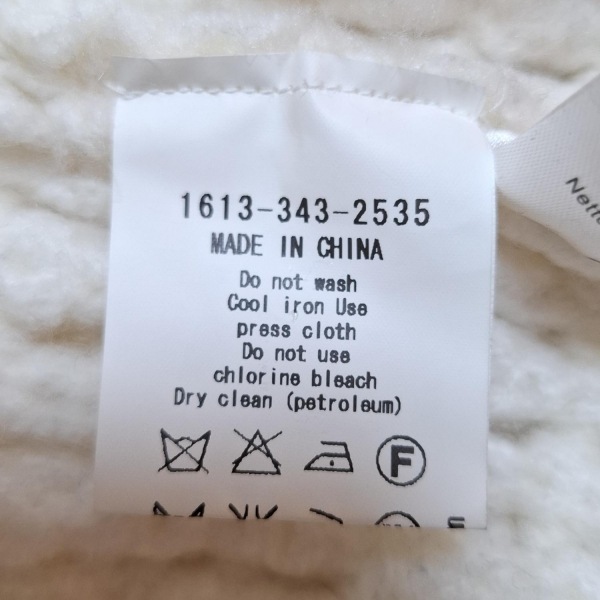 1613-343-2535
MADE IN CHINA
Do not wash
Cool iron Use
press cloth
Do not use
chlorine bleach
Dry clean (petroleum)
F